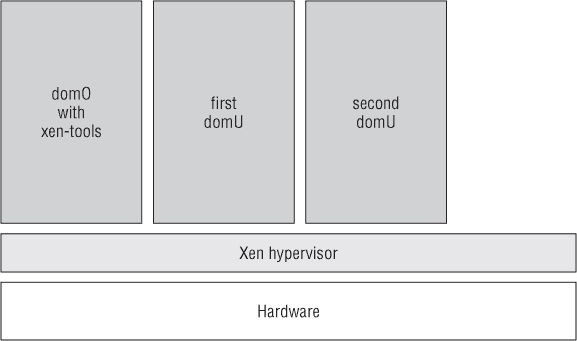 domO
with
xen-tools
first
domU
second
domU
Xen hypervisor
Hardware